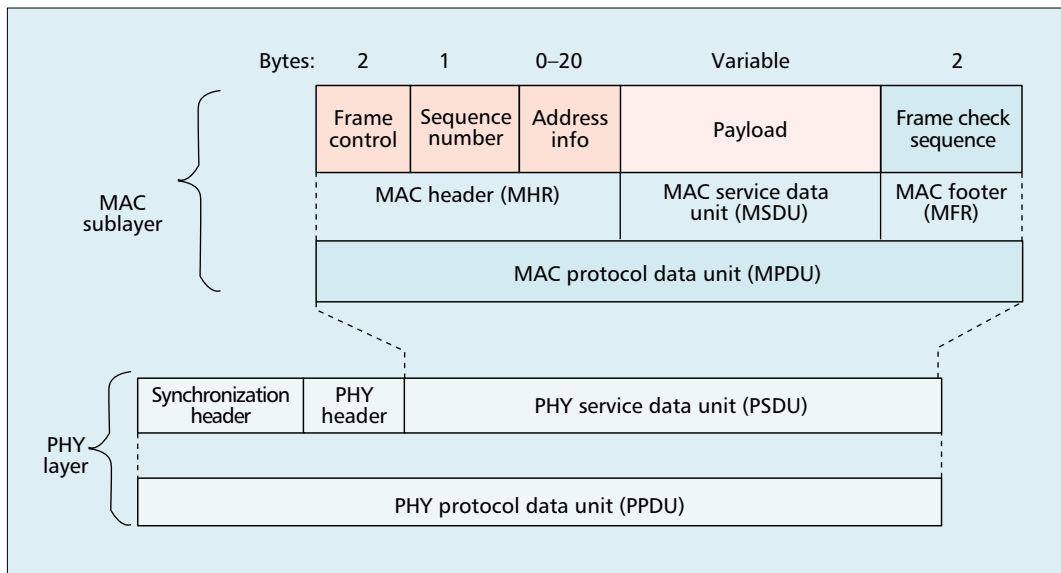 Bytes: 2 1 0–20 Variable 2
Frame control
Sequence number
Address info
Payload
Frame check sequence
MAC header (MHR)
MAC service data unit (MSDU)
MAC footer (MFR)
MAC sublayer
MAC protocol data unit (MPDU)
Synchronization header
PHY header
PHY service data unit (PSDU)
PHY layer
PHY protocol data unit (PPDU)